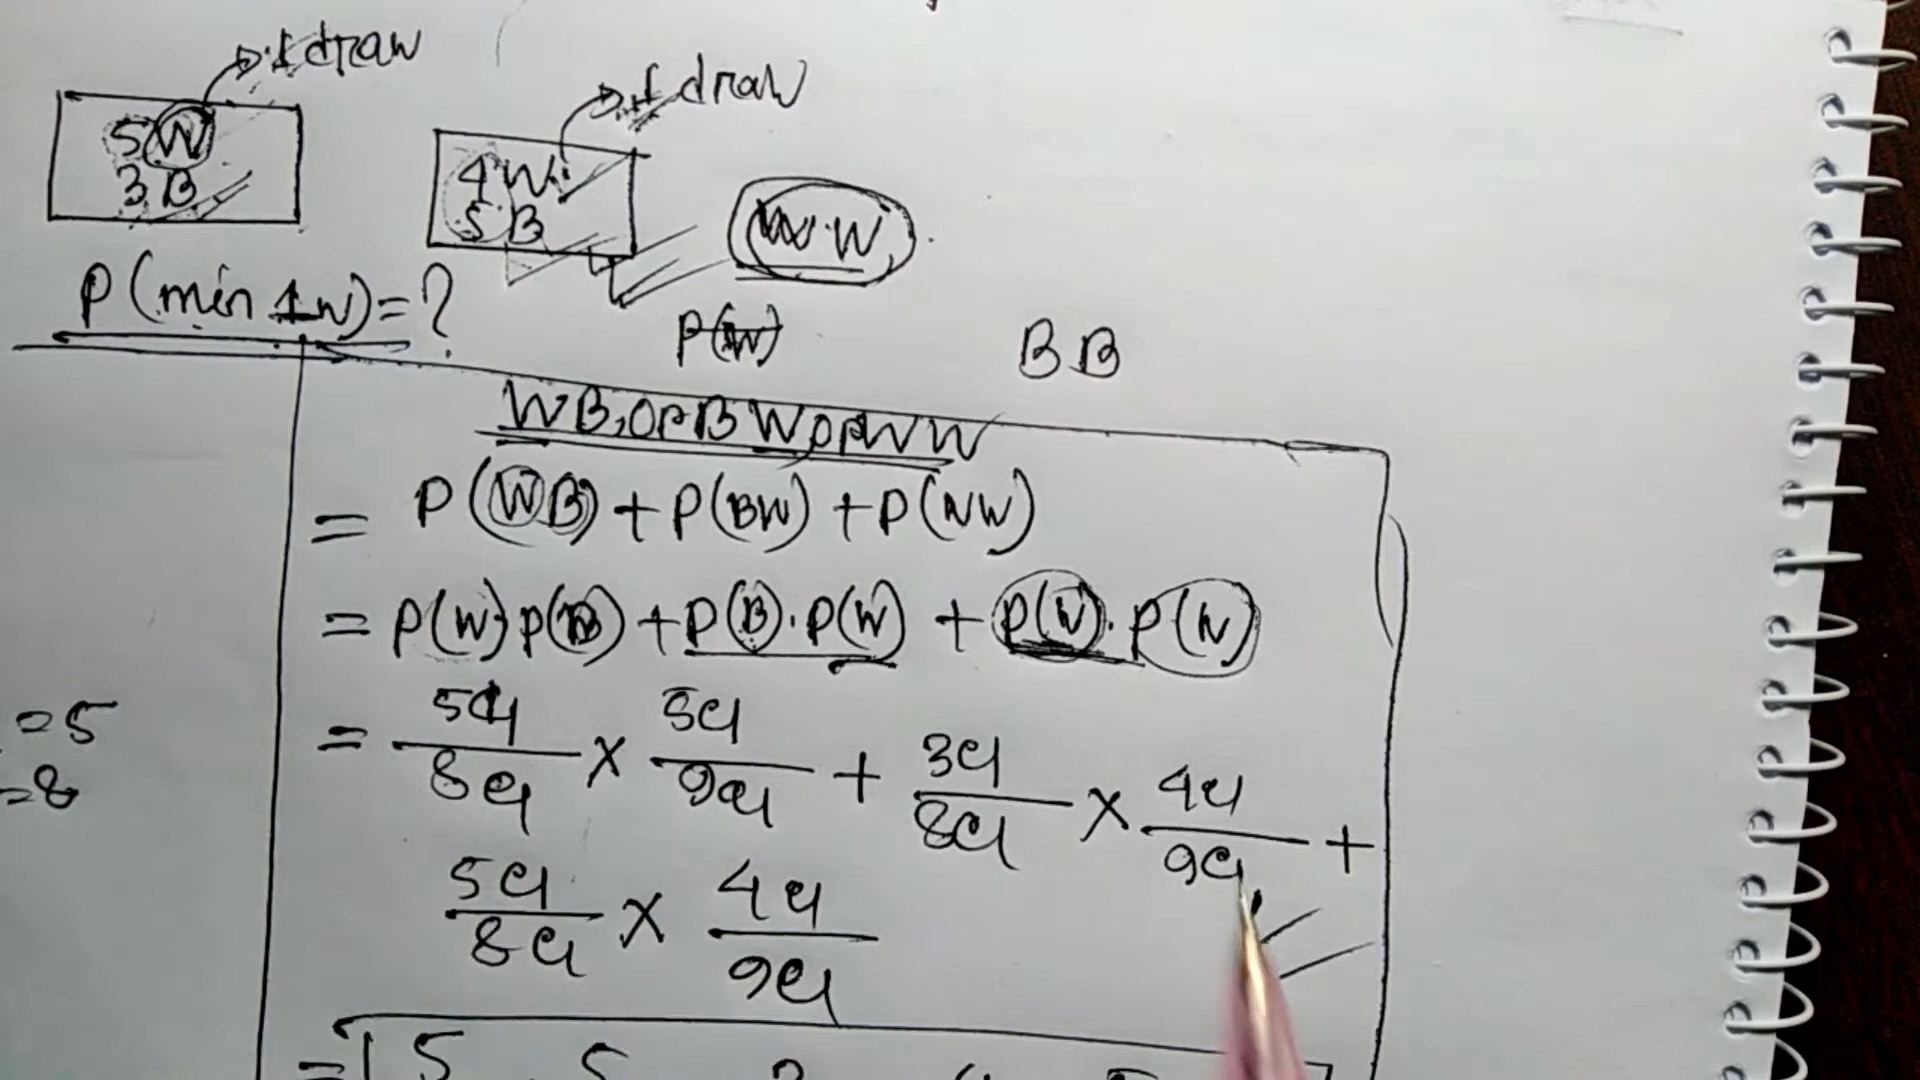 1 draw
1 draw
5W
3B
4W
5B
W.W
P(min 1w)=?
P(W)
BB
WB, or BW or WW
= P(WB)+P(BW)+P(WW)
= P(W) P(B)+P(B).P(W) + P(W).P(W)
= 5C1/8C1 × 5C1/9C1 + 3C1/8C1 × 4C1/9C1 +
=5
=8
5C1/8C1 × 4C1/9C1